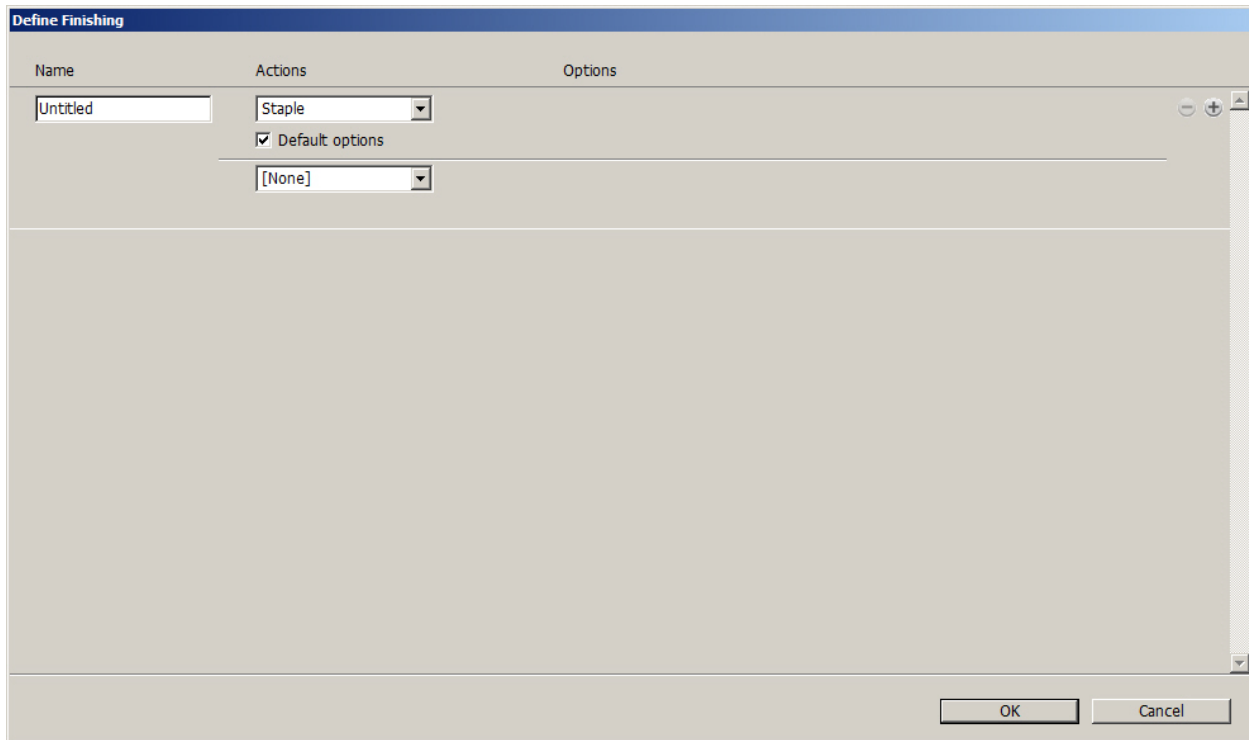 Define Finishing
Name Actions Options
Untitled Staple
Default options
[None]
OK Cancel